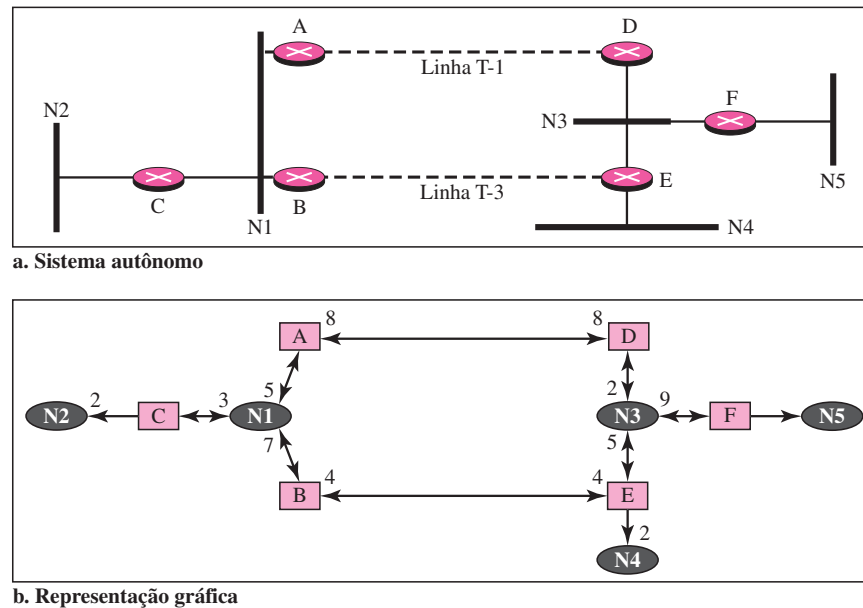 A
D
Linha T-1
N2
F
N3
C
B
Linha T-3
E
N5
N1
N4
a. Sistema autônomo
8
8
A
D
5
2
9
2
3
N2
C
N1
N3
F
N5
7
5
4
4
B
E
2
N4
b. Representação gráfica